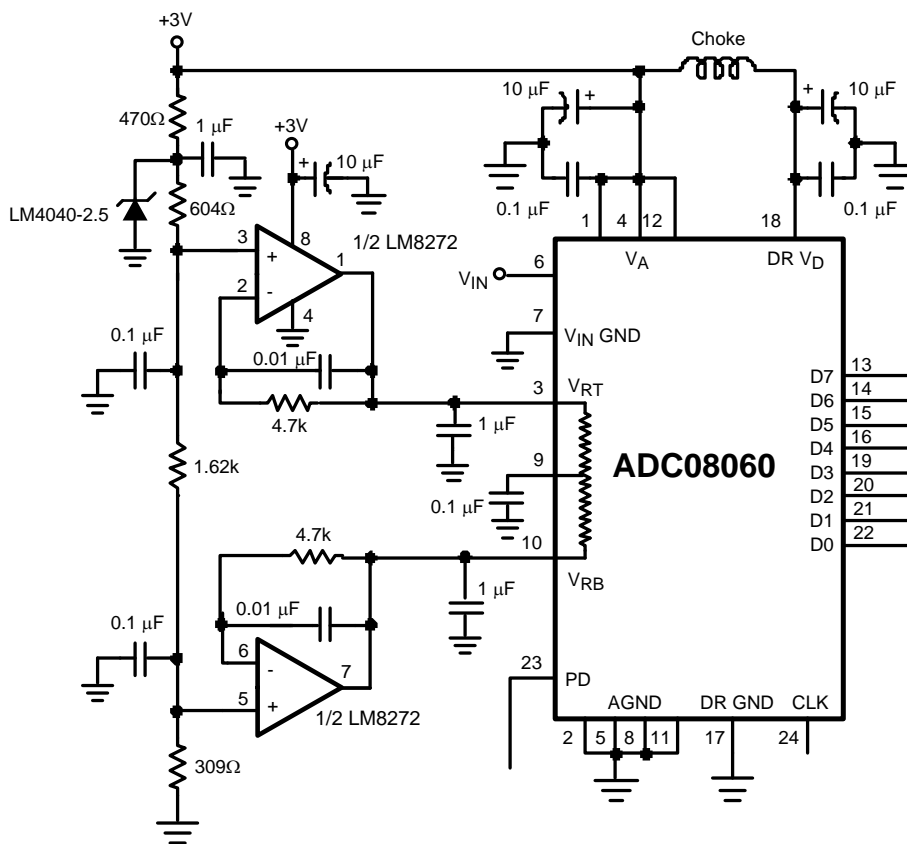 +3V
Choke
10 μF
+
+
10 μF
470Ω
1 μF
+3V
+
10 μF
LM4040-2.5
604Ω
0.1 μF
0.1 μF
1
4
12
18
3
+
8
1
1/2 LM8272
2
-
4
VA
DR VD
VIN
6
7
VIN GND
0.1 μF
0.01 μF
4.7k
3
VRT
1 μF
D7
13
D6
14
D5
15
D4
16
D3
19
D2
20
D1
21
D0
22
1.62k
9
0.1 μF
ADC08060
4.7k
10
VRB
0.01 μF
1 μF
0.1 μF
6
-
7
5
+
1/2 LM8272
23
PD
AGND
DR GND
CLK
2
5
8
11
17
24
309Ω